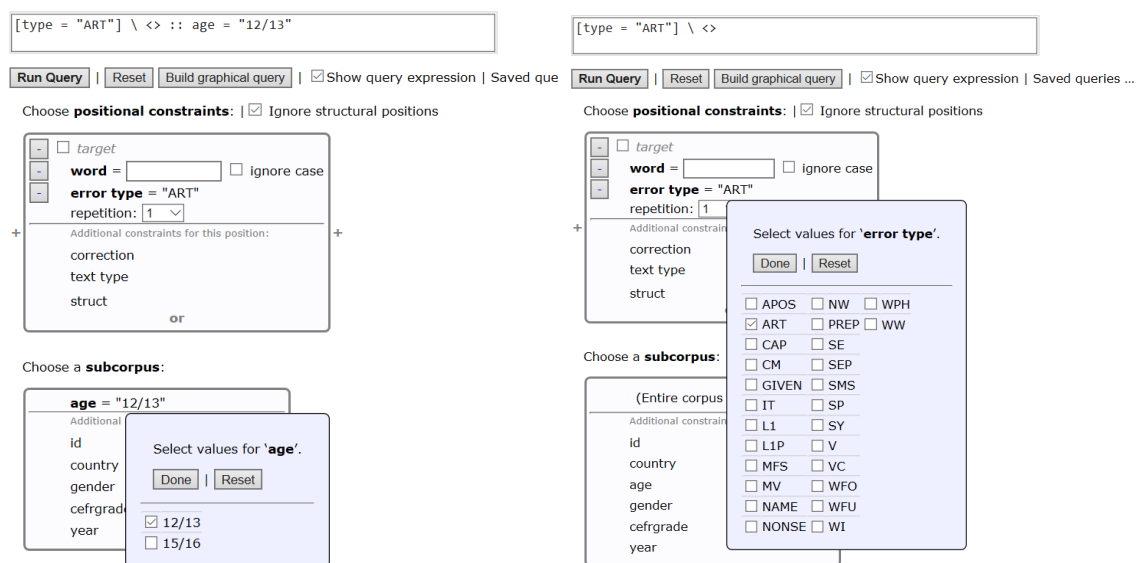 [type = "ART"] \ <> :: age = "12/13"
Run Query | Reset Build graphical query | Show query expression | Saved que
Choose positional constraints: | Ignore structural positions
- target
- word = ignore case
- error type = "ART"
repetition: 1
+ Additional constraints for this position: +
correction
text type
struct
or
Choose a subcorpus:
age = "12/13"
Additional
id
country
gender
cefrgrade
year
Select values for ‘age’.
Done | Reset
12/13
15/16
[type = "ART"] \ <>
Run Query | Reset Build graphical query | Show query expression | Saved queries ...
Choose positional constraints: | Ignore structural positions
- target
- word = ignore case
- error type = "ART"
repetition: 1
+ Additional constrain
correction
text type
struct
Choose a subcorpus:
(Entire corpus
Additional constrain
id
country
age
gender
cefrgrade
year
Select values for ‘error type’.
Done | Reset
APOS NW WPH
ART PREP WW
CAP SE
CM SEP
GIVEN SMS
IT SP
L1 SY
L1P V
MFS VC
MV WFO
NAME WFU
NONSE WI